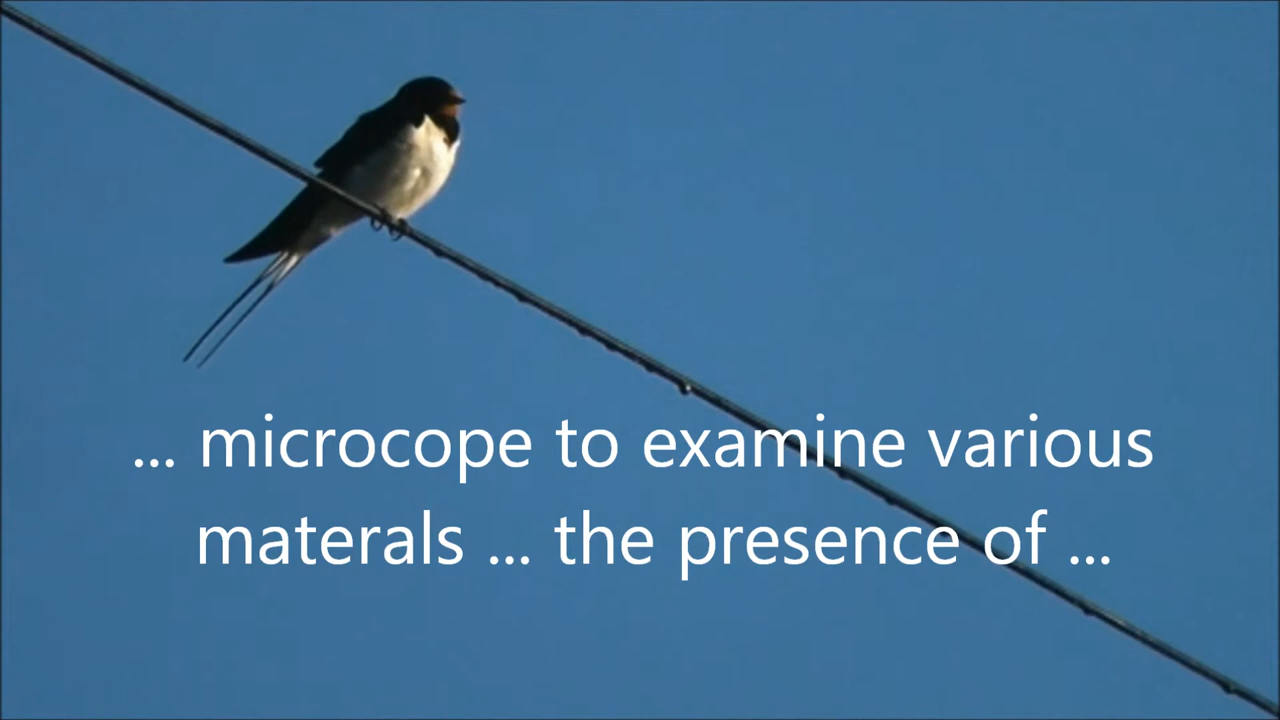 ... microcope to examine various
materals ... the presence of ...